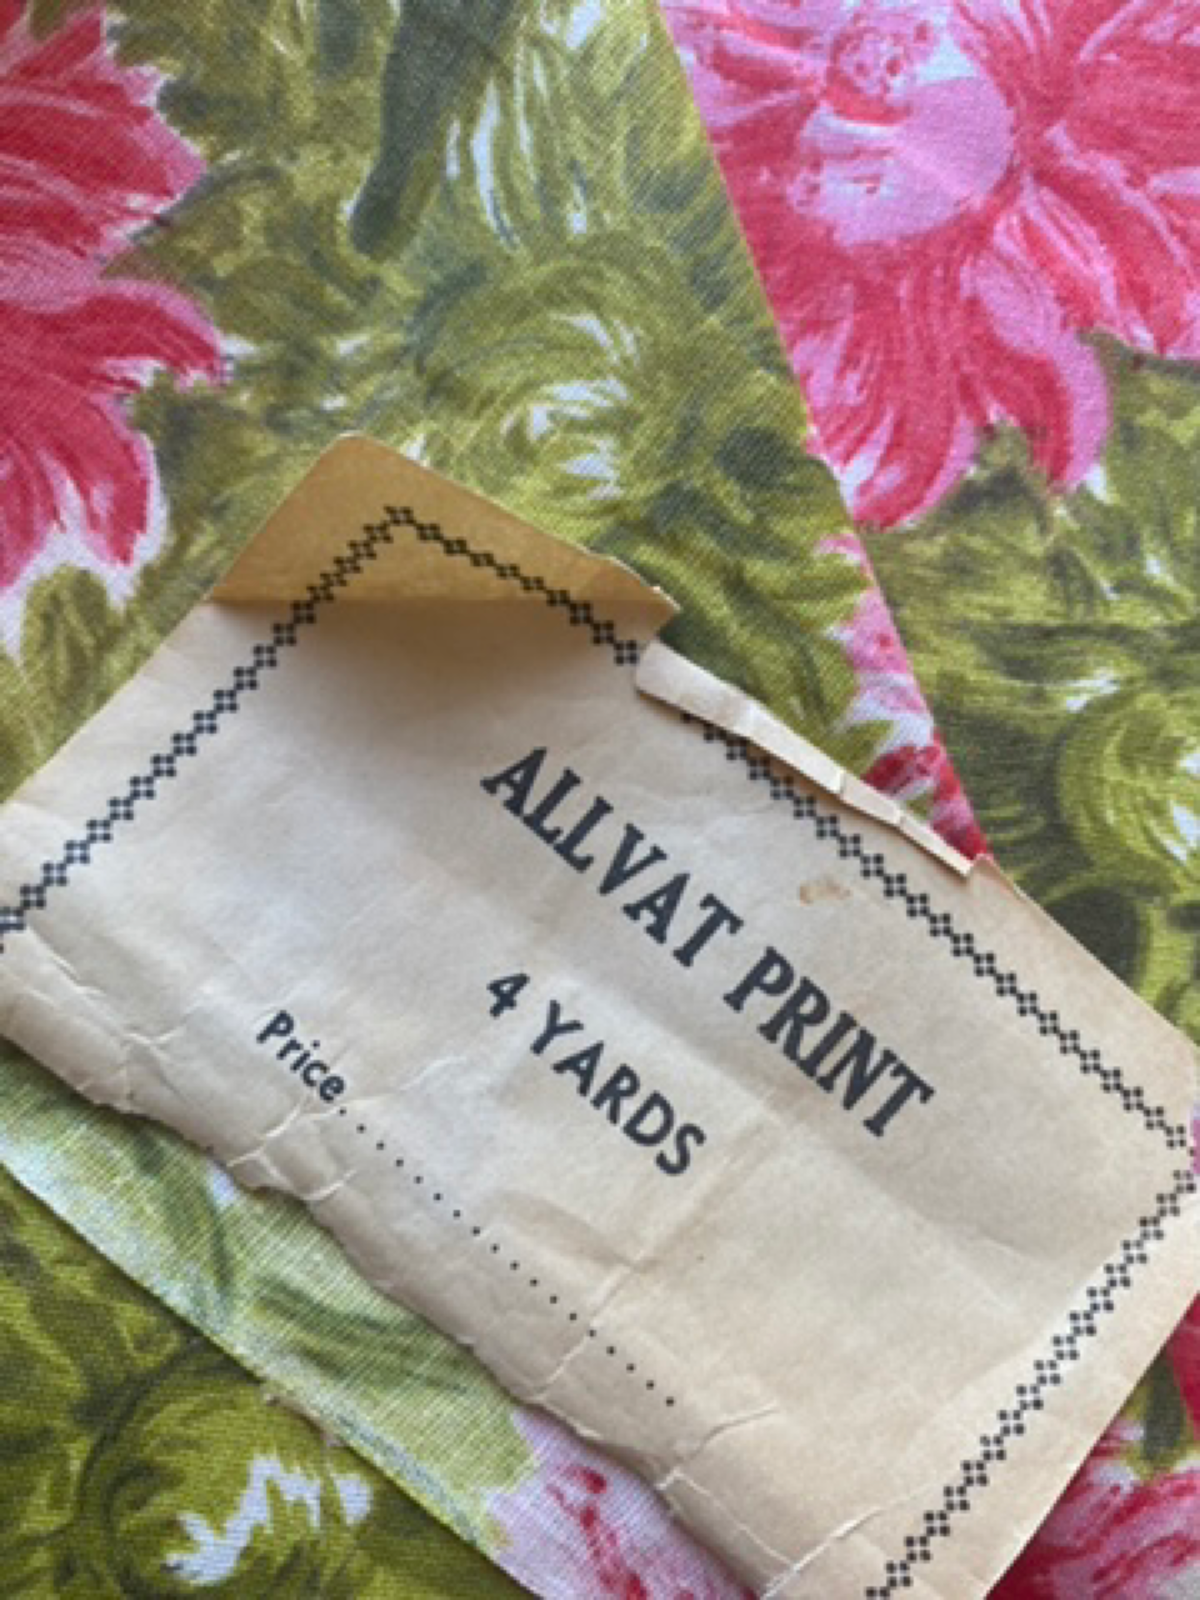 ALLVAT PRINT
4 YARDS
Price..................